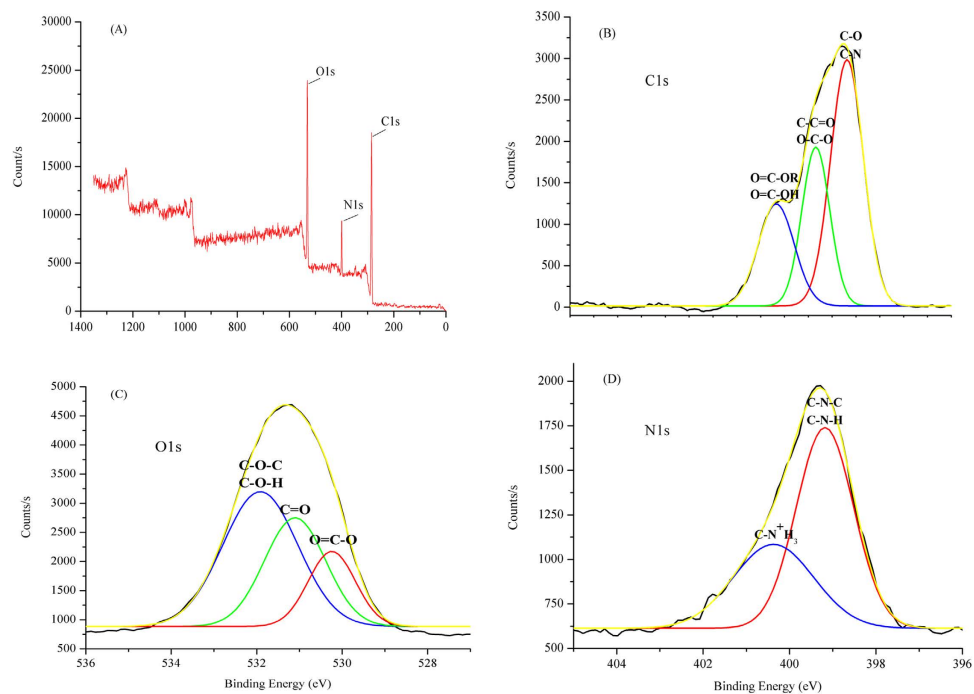 (A)
30000
25000
20000
15000
10000
5000
0
Count/s
O1s
C1s
N1s
1400 1200 1000 800 600 400 200 0
(B)
C1s
3500
3000
2500
2000
1500
1000
500
0
Counts/s
C-O
C-N
C-C=O
O-C-O
O=C-OR
O=C-OH
(C)
O1s
5000
4500
4000
3500
3000
2500
2000
1500
1000
500
Counts/s
C-O-C
C-O-H
C=O
O=C-O
536 534 532 530 528
Binding Energy (eV)
(D)
N1s
2000
1750
1500
1250
1000
750
500
Counts/s
C-N-C
C-N-H
C-N⁺H₃
404 402 400 398 396
Binding Energy (eV)